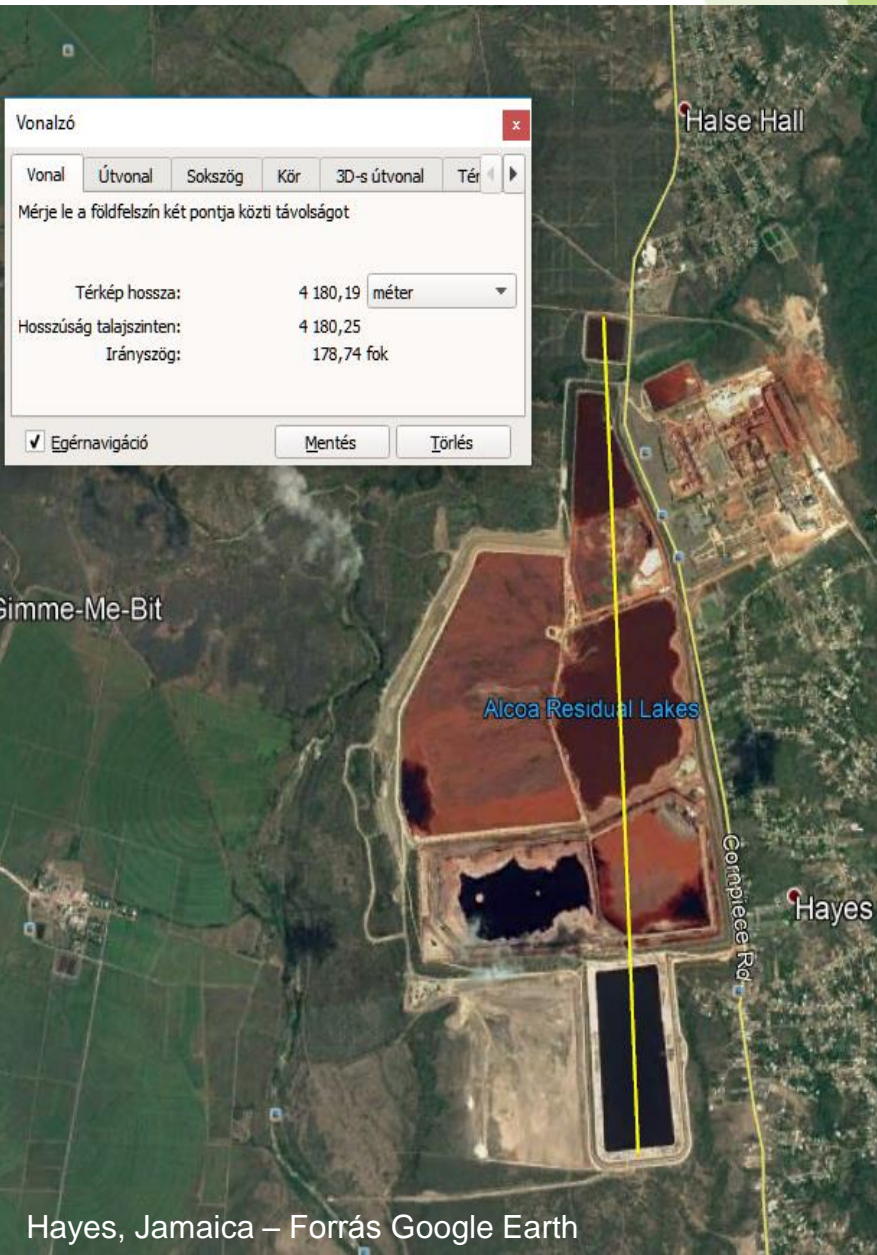 Vonalzó
x
Vonal Útvonal Sokszög Kör 3D-s útvonal Tér
Mérje le a földfelszín két pontja közti távolságot
Térkép hossza: 4 180,19 méter
Hosszúság talajszinten: 4 180,25
Irányszög: 178,74 fok
Egérnavigáció Mentés Törlés
Halse Hall
Gimme-Me-Bit
Alcoa Residual Lakes
Cornpiece Rd
Hayes
Hayes, Jamaica – Forrás Google Earth